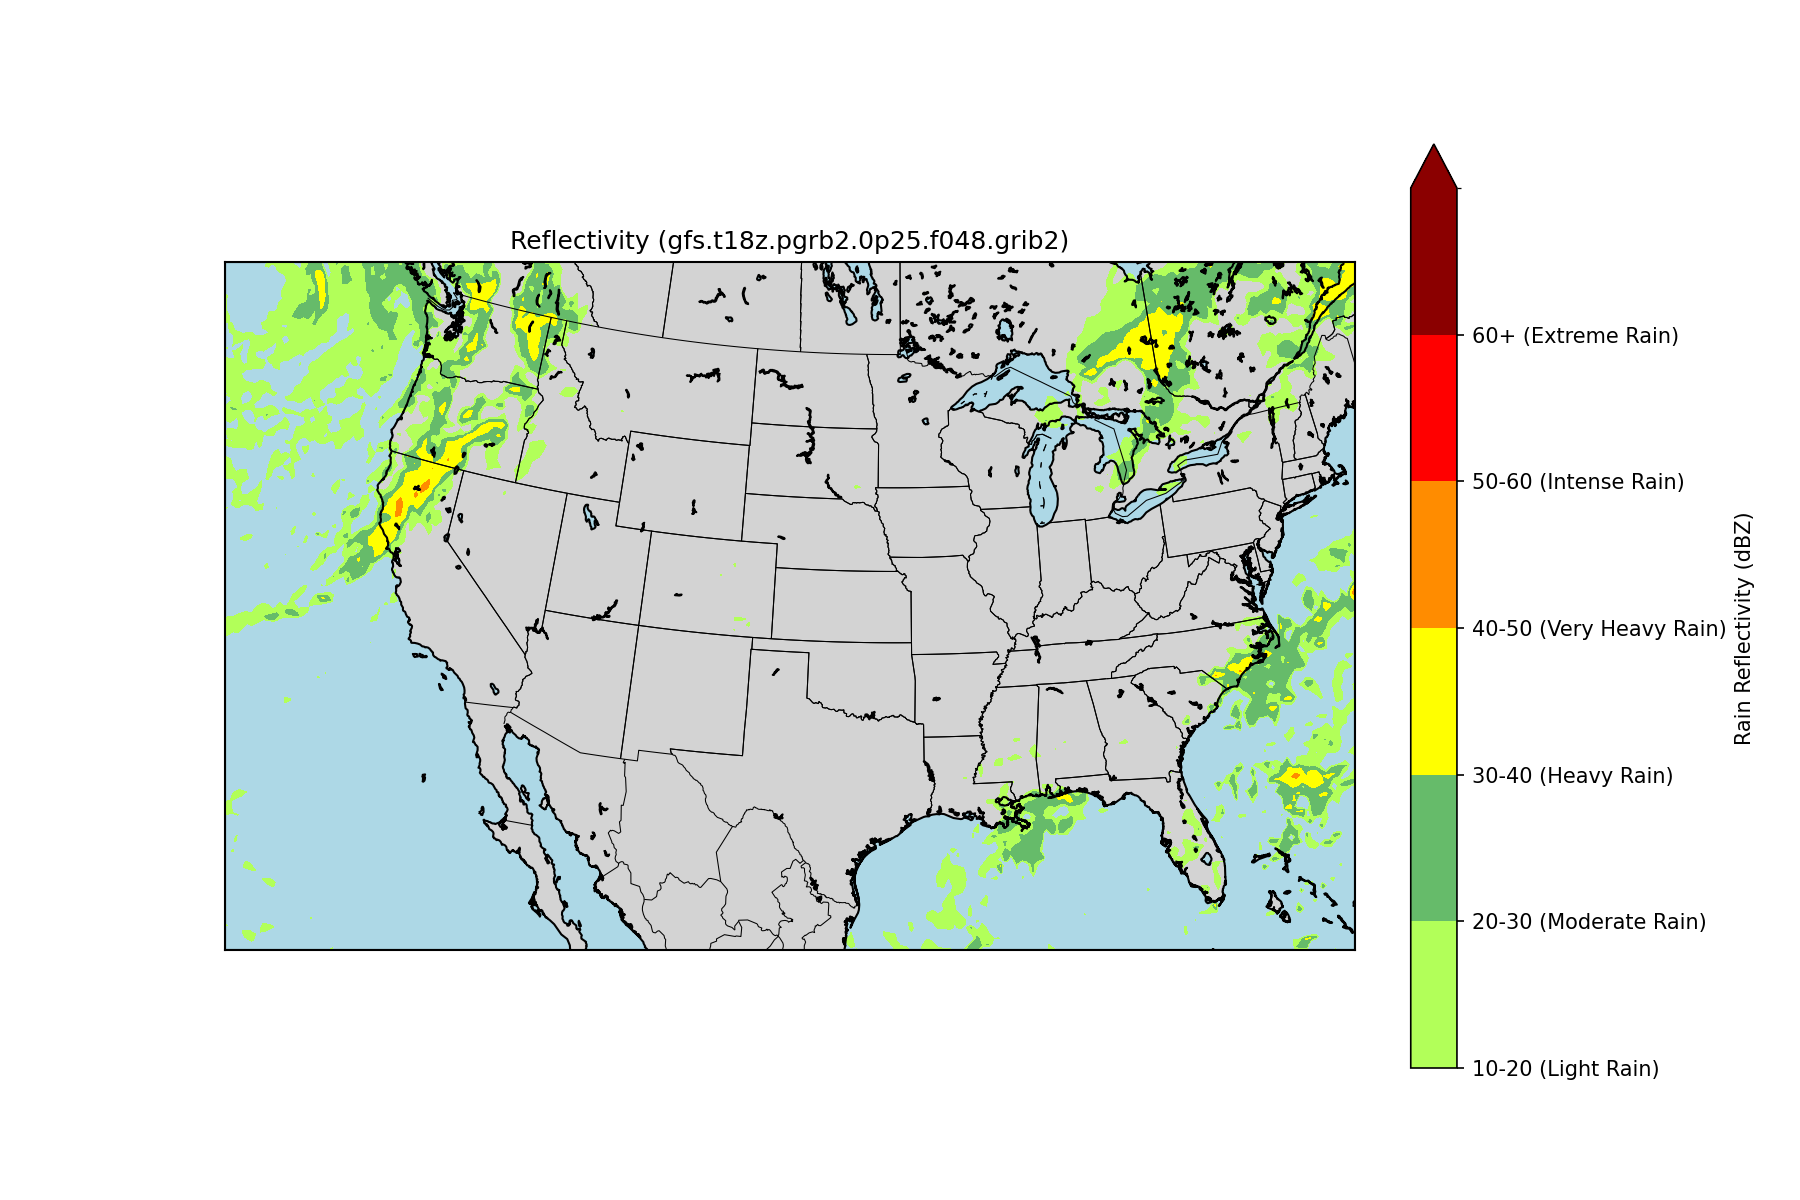 Reflectivity (gfs.t18z.pgrb2.0p25.f048.grib2)
60+ (Extreme Rain)
50-60 (Intense Rain)
40-50 (Very Heavy Rain)
30-40 (Heavy Rain)
20-30 (Moderate Rain)
10-20 (Light Rain)
Rain Reflectivity (dBZ)